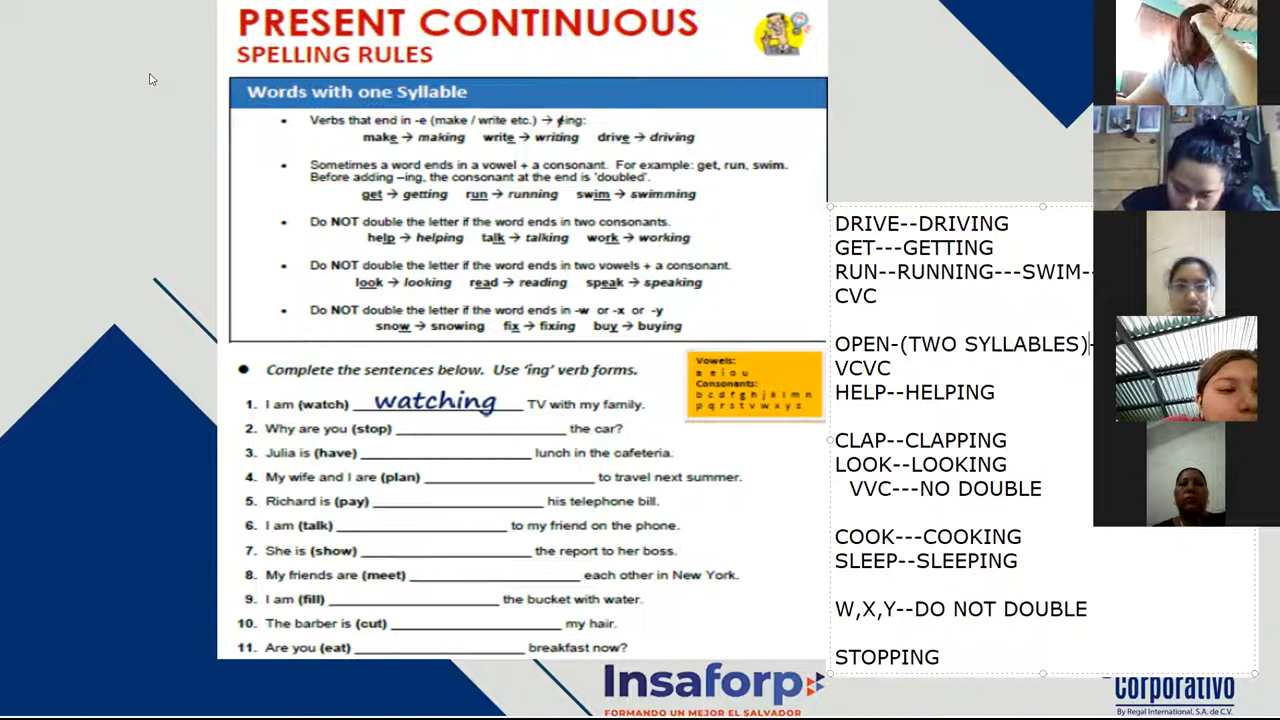 PRESENT CONTINUOUS
SPELLING RULES
Words with one Syllable
Verbs that end in -e (make / write etc.) → ɇing:
make → making write → writing drive → driving
Sometimes a word ends in a vowel + a consonant. For example: get, run, swim.
Before adding –ing, the consonant at the end is 'doubled'.
get → getting run → running swim → swimming
Do NOT double the letter if the word ends in two consonants.
help → helping talk → talking work → working
Do NOT double the letter if the word ends in two vowels + a consonant.
look → looking read → reading speak → speaking
Do NOT double the letter if the word ends in -w or -x or -y
snow → snowing fix → fixing buy → buying
Complete the sentences below. Use 'ing' verb forms.
Vowels:
a e i o u
Consonants:
b c d f g h j k l m n
p q r s t v w x y z
1. I am (watch) watching TV with my family.
2. Why are you (stop) ____ the car?
3. Julia is (have) ____ lunch in the cafeteria.
4. My wife and I are (plan) ____ to travel next summer.
5. Richard is (pay) ____ his telephone bill.
6. I am (talk) ____ to my friend on the phone.
7. She is (show) ____ the report to her boss.
8. My friends are (meet) ____ each other in New York.
9. I am (fill) ____ the bucket with water.
10. The barber is (cut) ____ my hair.
11. Are you (eat) ____ breakfast now?
DRIVE--DRIVING
GET---GETTING
RUN--RUNNING---SWIM-
CVC
OPEN-(TWO SYLLABLES)-
VCVC
HELP--HELPING
CLAP--CLAPPING
LOOK--LOOKING
VVC---NO DOUBLE
COOK---COOKING
SLEEP--SLEEPING
W,X,Y--DO NOT DOUBLE
STOPPING
Insaforp
FORMANDO UN MEJOR EL SALVADOR
Corporativo
By Regal International, S.A. de C.V.